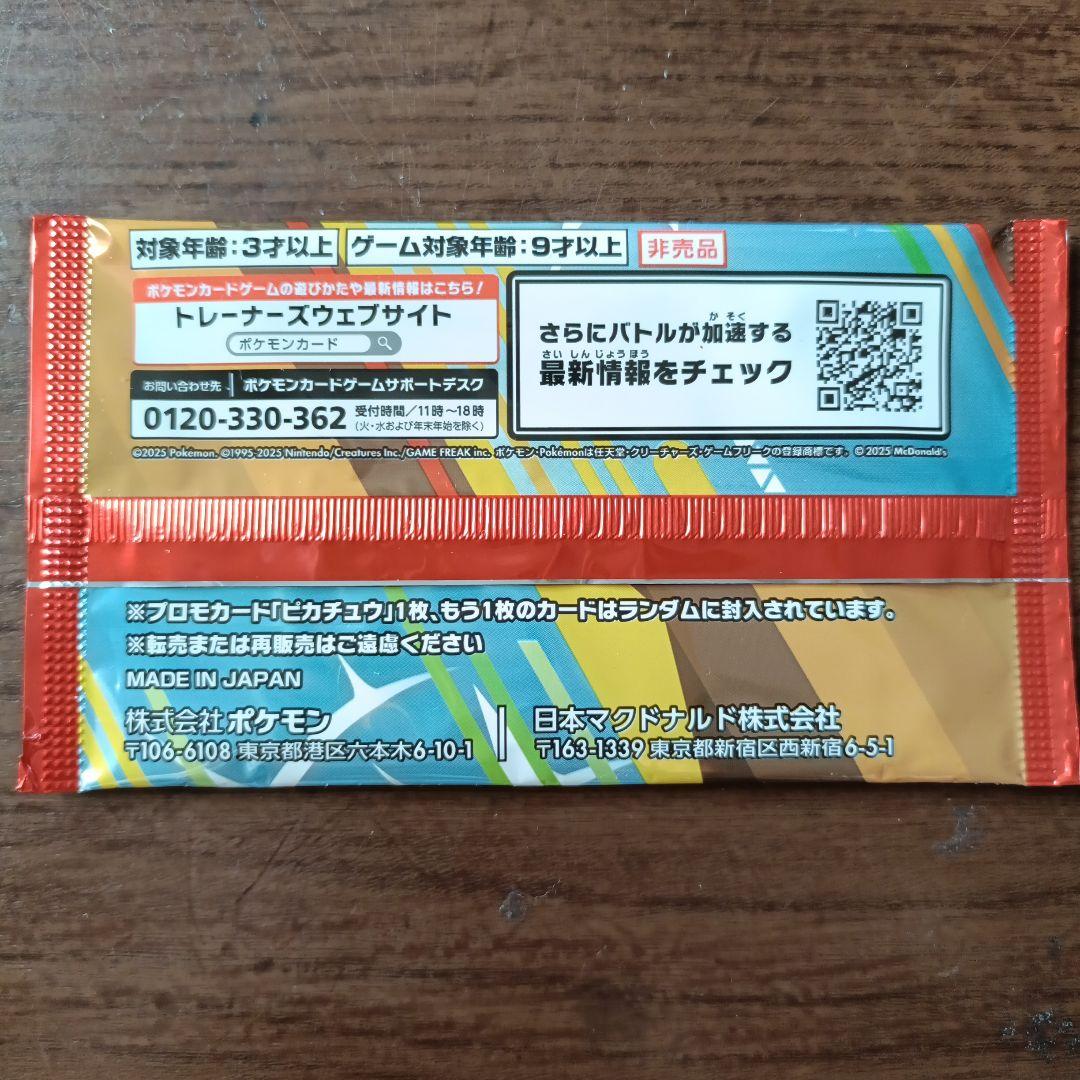 対象年齢:3才以上 ゲーム対象年齢:9才以上 非売品
ポケモンカードゲームの遊びかたや最新情報はこちら!
トレーナーズウェブサイト
ポケモンカード
お問い合わせ先 ポケモンカードゲームサポートデスク
0120-330-362 受付時間/11時~18時
(火・水および年末年始を除く)
かそく
さらにバトルが加速する
さいしんじょうほう
最新情報をチェック
©2025 Pokémon. ©1995-2025 Nintendo/Creatures Inc./GAME FREAK inc. ポケモン・Pokémonは任天堂・クリーチャーズ・ゲームフリークの登録商標です。 © 2025 McDonald's
※プロモカード「ピカチュウ」1枚、もう1枚のカードはランダムに封入されています。
※転売または再販売はご遠慮ください
MADE IN JAPAN
株式会社ポケモン
〒106-6108 東京都港区六本木6-10-1
日本マクドナルド株式会社
〒163-1339 東京都新宿区西新宿6-5-1